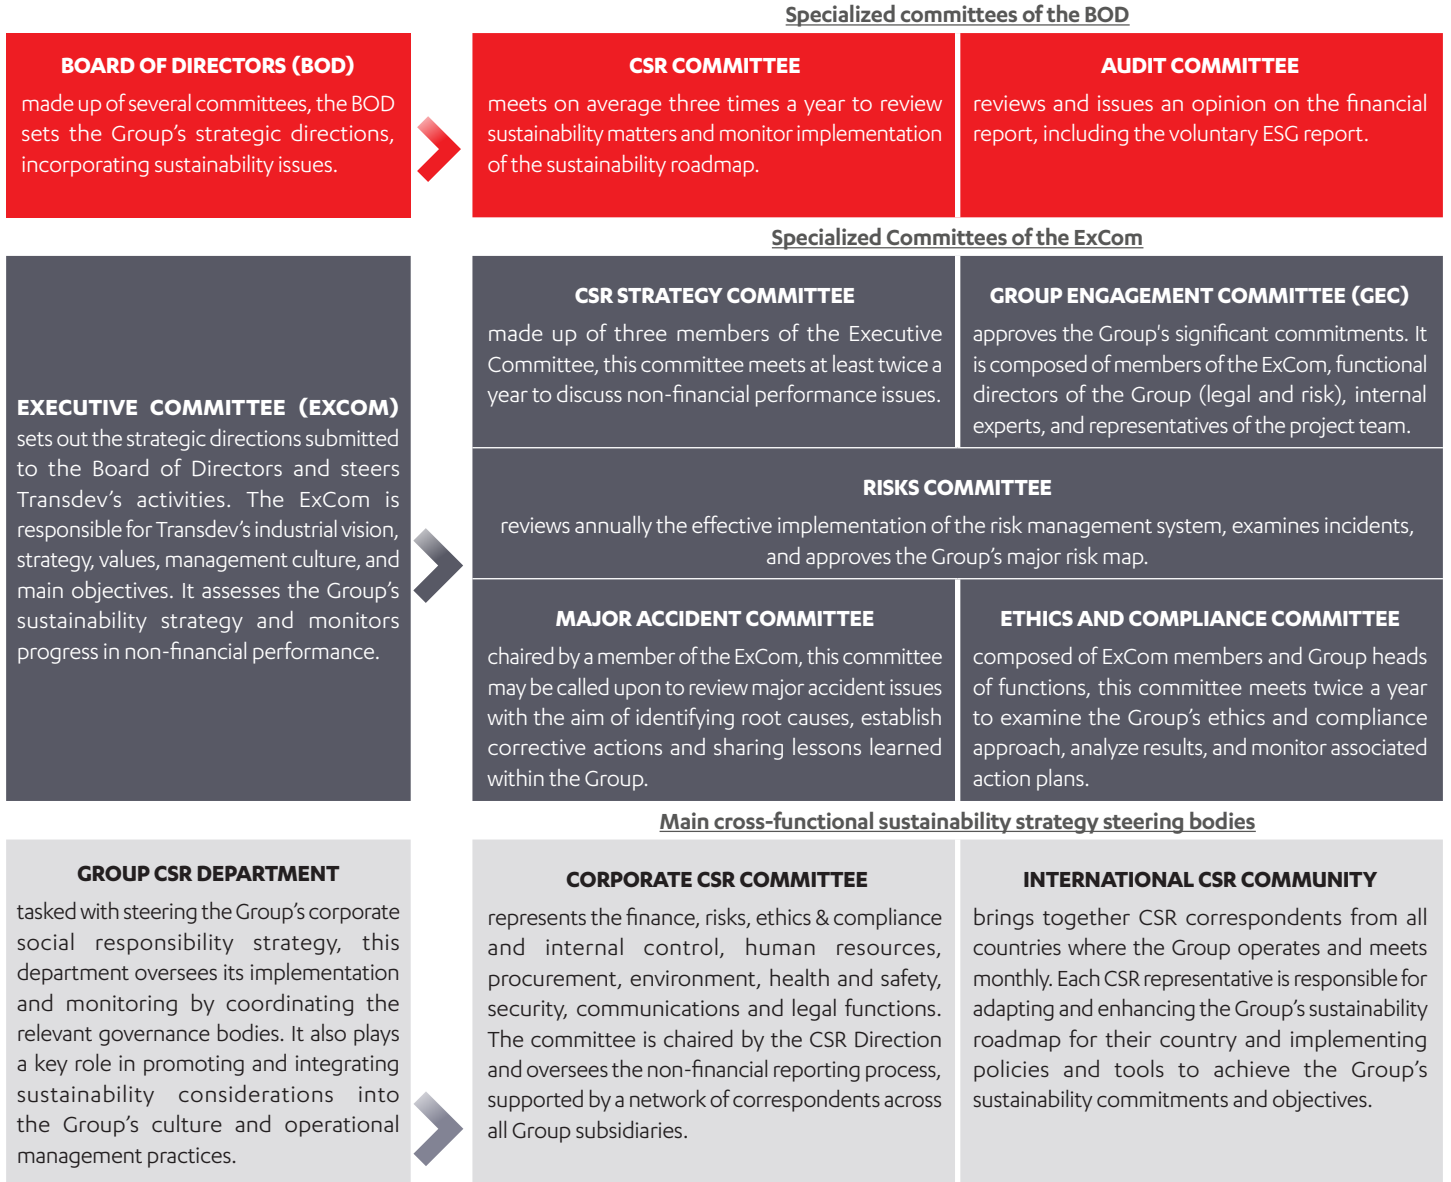 Specialized committees of the BOD
BOARD OF DIRECTORS (BOD)
made up of several committees, the BOD
sets the Group's strategic directions,
incorporating sustainability issues.
CSR COMMITTEE
meets on average three times a year to review
sustainability matters and monitor implementation
of the sustainability roadmap.
AUDIT COMMITTEE
reviews and issues an opinion on the financial
report, including the voluntary ESG report.
Specialized Committees of the ExCom
EXECUTIVE COMMITTEE (EXCOM)
sets out the strategic directions submitted
to the Board of Directors and steers
Transdev's activities. The ExCom is
responsible for Transdev's industrial vision,
strategy, values, management culture, and
main objectives. It assesses the Group's
sustainability strategy and monitors
progress in non-financial performance.
CSR STRATEGY COMMITTEE
made up of three members of the Executive
Committee, this committee meets at least twice a
year to discuss non-financial performance issues.
GROUP ENGAGEMENT COMMITTEE (GEC)
approves the Group's significant commitments. It
is composed of members of the ExCom, functional
directors of the Group (legal and risk), internal
experts, and representatives of the project team.
RISKS COMMITTEE
reviews annually the effective implementation of the risk management system, examines incidents,
and approves the Group's major risk map.
MAJOR ACCIDENT COMMITTEE
chaired by a member of the ExCom, this committee
may be called upon to review major accident issues
with the aim of identifying root causes, establish
corrective actions and sharing lessons learned
within the Group.
ETHICS AND COMPLIANCE COMMITTEE
composed of ExCom members and Group heads
of functions, this committee meets twice a year
to examine the Group's ethics and compliance
approach, analyze results, and monitor associated
action plans.
Main cross-functional sustainability strategy steering bodies
GROUP CSR DEPARTMENT
tasked with steering the Group's corporate
social responsibility strategy, this
department oversees its implementation
and monitoring by coordinating the
relevant governance bodies. It also plays
a key role in promoting and integrating
sustainability considerations into
the Group's culture and operational
management practices.
CORPORATE CSR COMMITTEE
represents the finance, risks, ethics & compliance
and internal control, human resources,
procurement, environment, health and safety,
security, communications and legal functions.
The committee is chaired by the CSR Direction
and oversees the non-financial reporting process,
supported by a network of correspondents across
all Group subsidiaries.
INTERNATIONAL CSR COMMUNITY
brings together CSR correspondents from all
countries where the Group operates and meets
monthly. Each CSR representative is responsible for
adapting and enhancing the Group's sustainability
roadmap for their country and implementing
policies and tools to achieve the Group's
sustainability commitments and objectives.